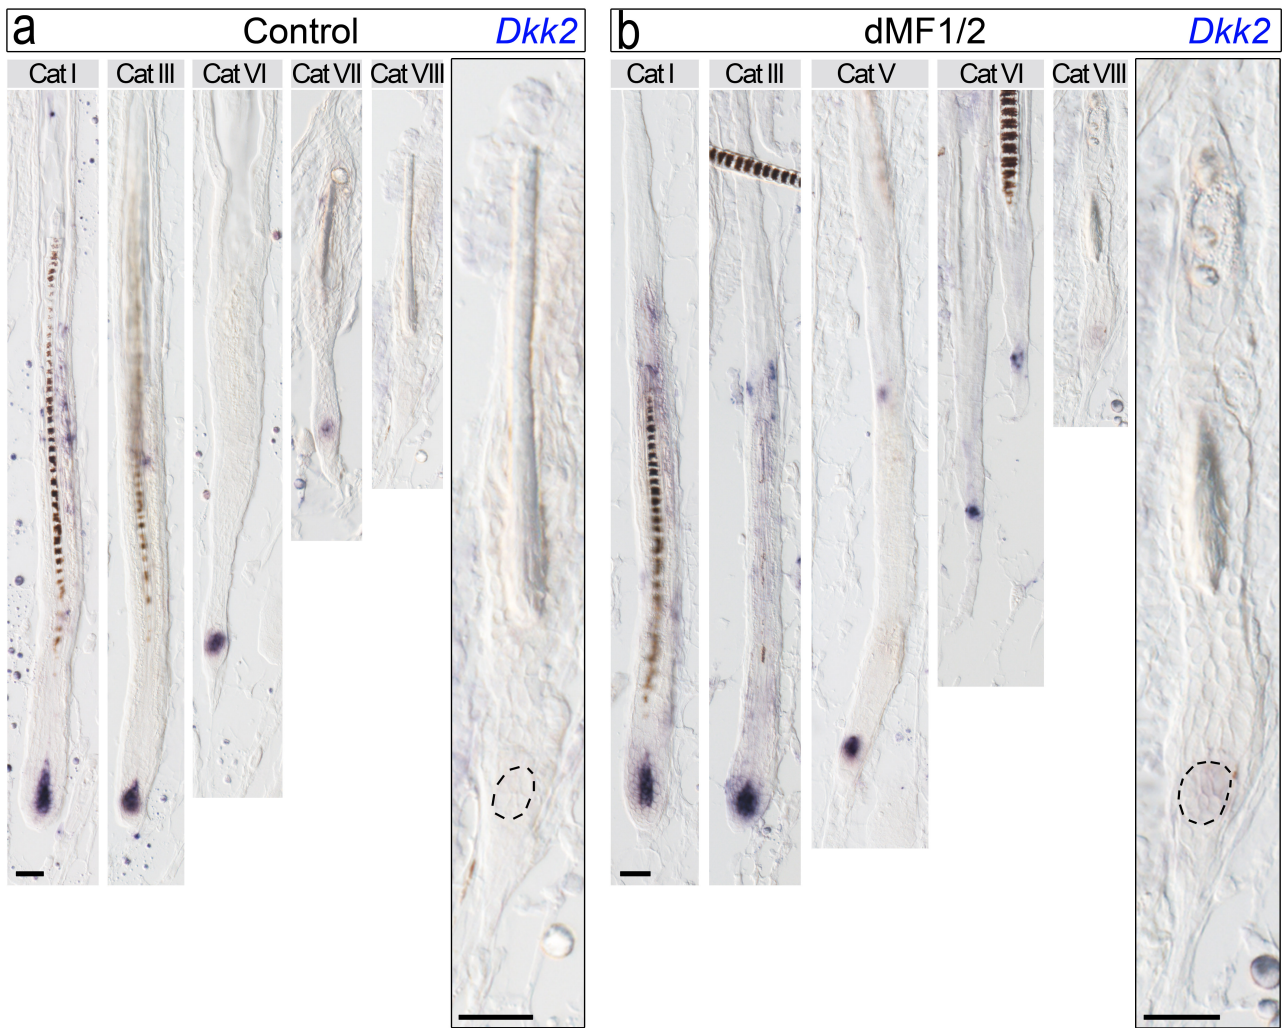 a Control Dkk2
Cat I Cat III Cat VI Cat VII Cat VIII
b dMF1/2 Dkk2
Cat I Cat III Cat V Cat VI Cat VIII